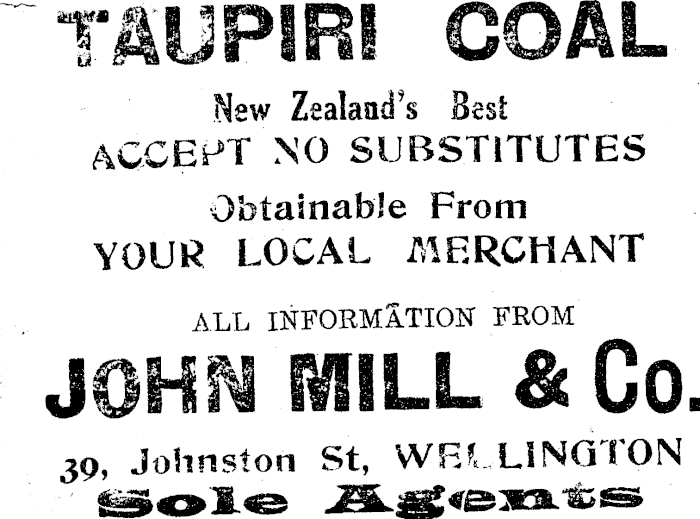 TAUPIRI COAL
New Zealand's Best
ACCEPT NO SUBSTITUTES
Obtainable From
YOUR LOCAL MERCHANT
ALL INFORMATION FROM
JOHN MILL & Co.
39, Johnston St, WELLINGTON
Sole Agents